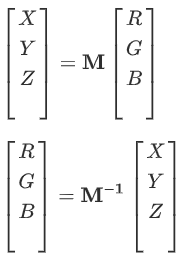 [X Y Z] = M [R G B]
[R G B] = M⁻¹ [X Y Z]